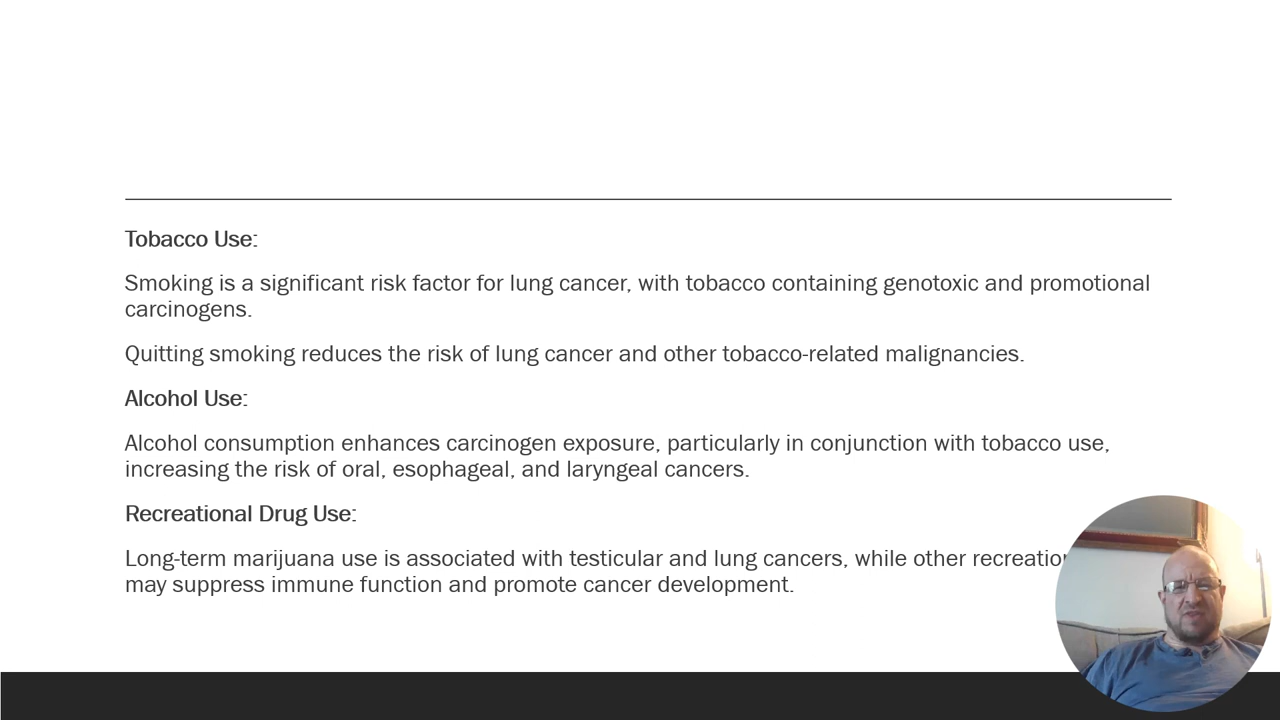 Tobacco Use:
Smoking is a significant risk factor for lung cancer, with tobacco containing genotoxic and promotional
carcinogens.
Quitting smoking reduces the risk of lung cancer and other tobacco-related malignancies.
Alcohol Use:
Alcohol consumption enhances carcinogen exposure, particularly in conjunction with tobacco use,
increasing the risk of oral, esophageal, and laryngeal cancers.
Recreational Drug Use:
Long-term marijuana use is associated with testicular and lung cancers, while other
may suppress immune function and promote cancer development.